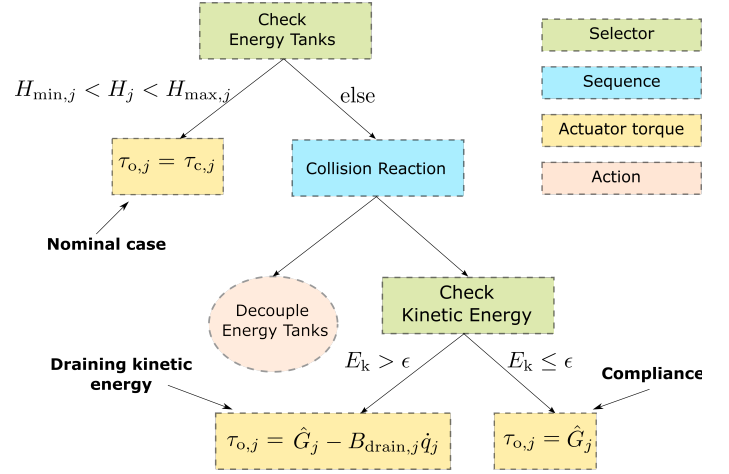 Check
Energy Tanks
Selector
Sequence
Actuator torque
Action
H_{min,j} < H_j < H_{max,j}
else
τ_{o,j} = τ_{c,j}
Collision Reaction
Nominal case
Decouple
Energy Tanks
Check
Kinetic Energy
Draining kinetic
energy
E_k > ϵ
E_k ≤ ϵ
Compliance
τ_{o,j} = Ĝ_j − B_{drain,j} q̇_j
τ_{o,j} = Ĝ_j